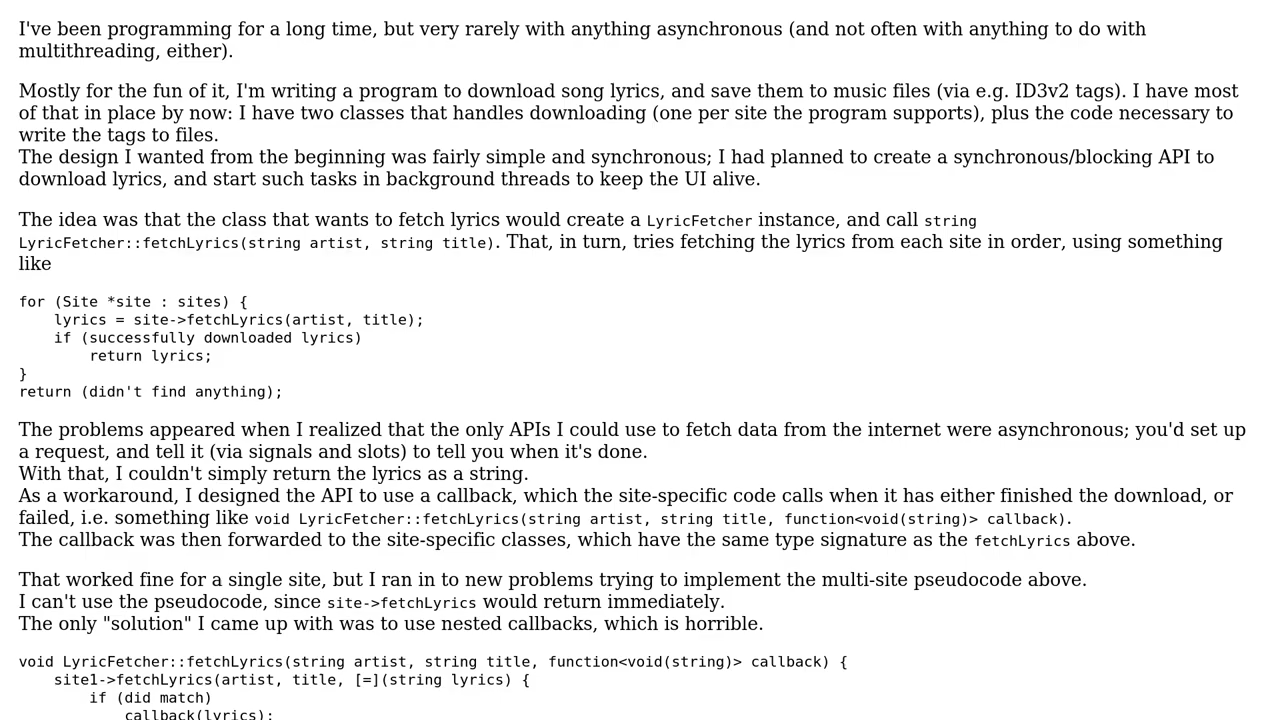 I've been programming for a long time, but very rarely with anything asynchronous (and not often with anything to do with
multithreading, either).
Mostly for the fun of it, I'm writing a program to download song lyrics, and save them to music files (via e.g. ID3v2 tags). I have most
of that in place by now: I have two classes that handles downloading (one per site the program supports), plus the code necessary to
write the tags to files.
The design I wanted from the beginning was fairly simple and synchronous; I had planned to create a synchronous/blocking API to
download lyrics, and start such tasks in background threads to keep the UI alive.
The idea was that the class that wants to fetch lyrics would create a LyricFetcher instance, and call string
LyricFetcher::fetchLyrics(string artist, string title). That, in turn, tries fetching the lyrics from each site in order, using something
like
for (Site *site : sites) {
    lyrics = site->fetchLyrics(artist, title);
    if (successfully downloaded lyrics)
        return lyrics;
}
return (didn't find anything);
The problems appeared when I realized that the only APIs I could use to fetch data from the internet were asynchronous; you'd set up
a request, and tell it (via signals and slots) to tell you when it's done.
With that, I couldn't simply return the lyrics as a string.
As a workaround, I designed the API to use a callback, which the site-specific code calls when it has either finished the download, or
failed, i.e. something like void LyricFetcher::fetchLyrics(string artist, string title, function<void(string)> callback).
The callback was then forwarded to the site-specific classes, which have the same type signature as the fetchLyrics above.
That worked fine for a single site, but I ran in to new problems trying to implement the multi-site pseudocode above.
I can't use the pseudocode, since site->fetchLyrics would return immediately.
The only "solution" I came up with was to use nested callbacks, which is horrible.
void LyricFetcher::fetchLyrics(string artist, string title, function<void(string)> callback) {
    site1->fetchLyrics(artist, title, [=](string lyrics) {
        if (did match)
            callback(lyrics);